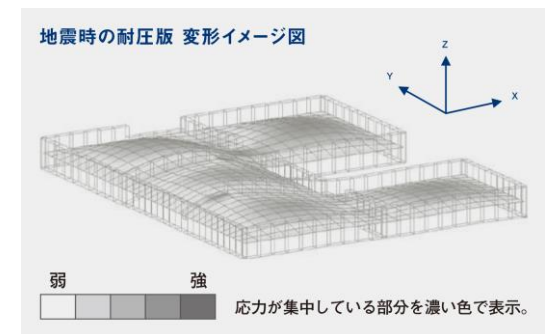 地震時の耐圧版 変形イメージ図
Z
Y
X
弱 強
応力が集中している部分を濃い色で表示。